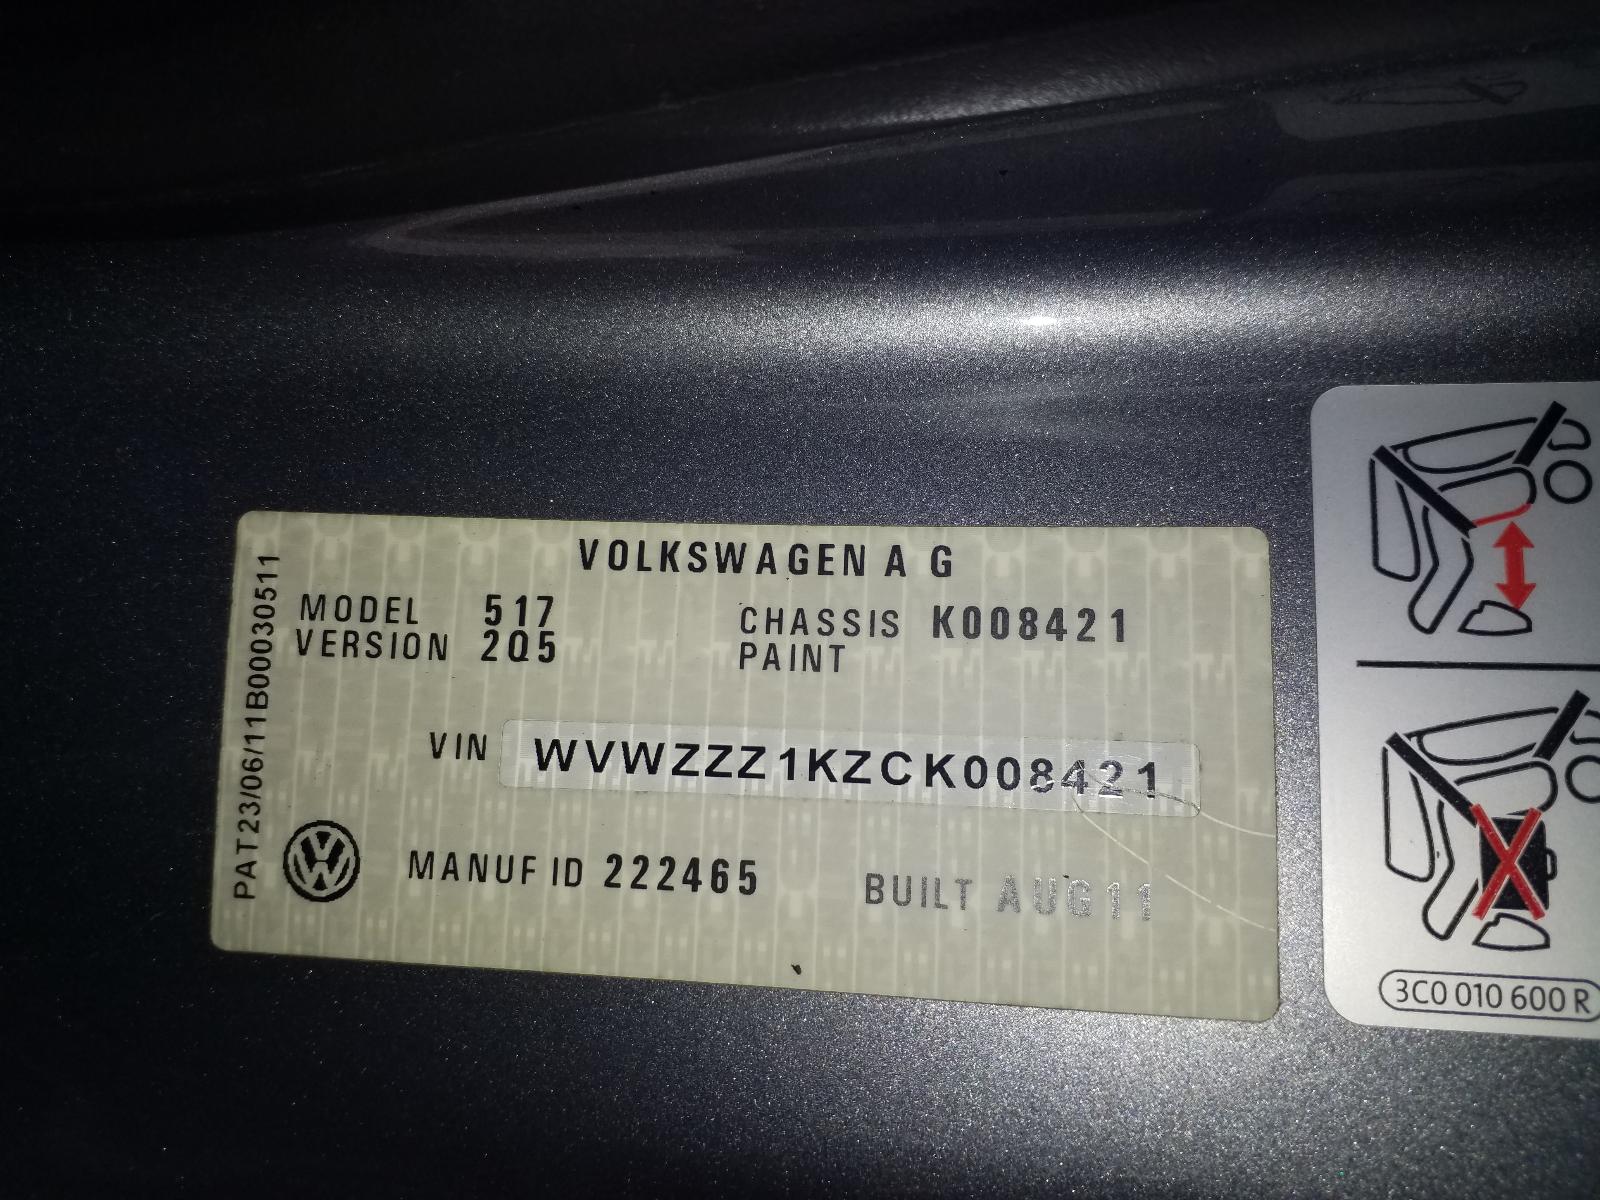 VOLKSWAGEN A G
MODEL 517
VERSION 2Q5
CHASSIS K008421
PAINT
VIN WVWZZZ1KZCK008421
MANUF ID 222465
BUILT AUG11
PAT23/06/11B00030511
3C0 010 600 R